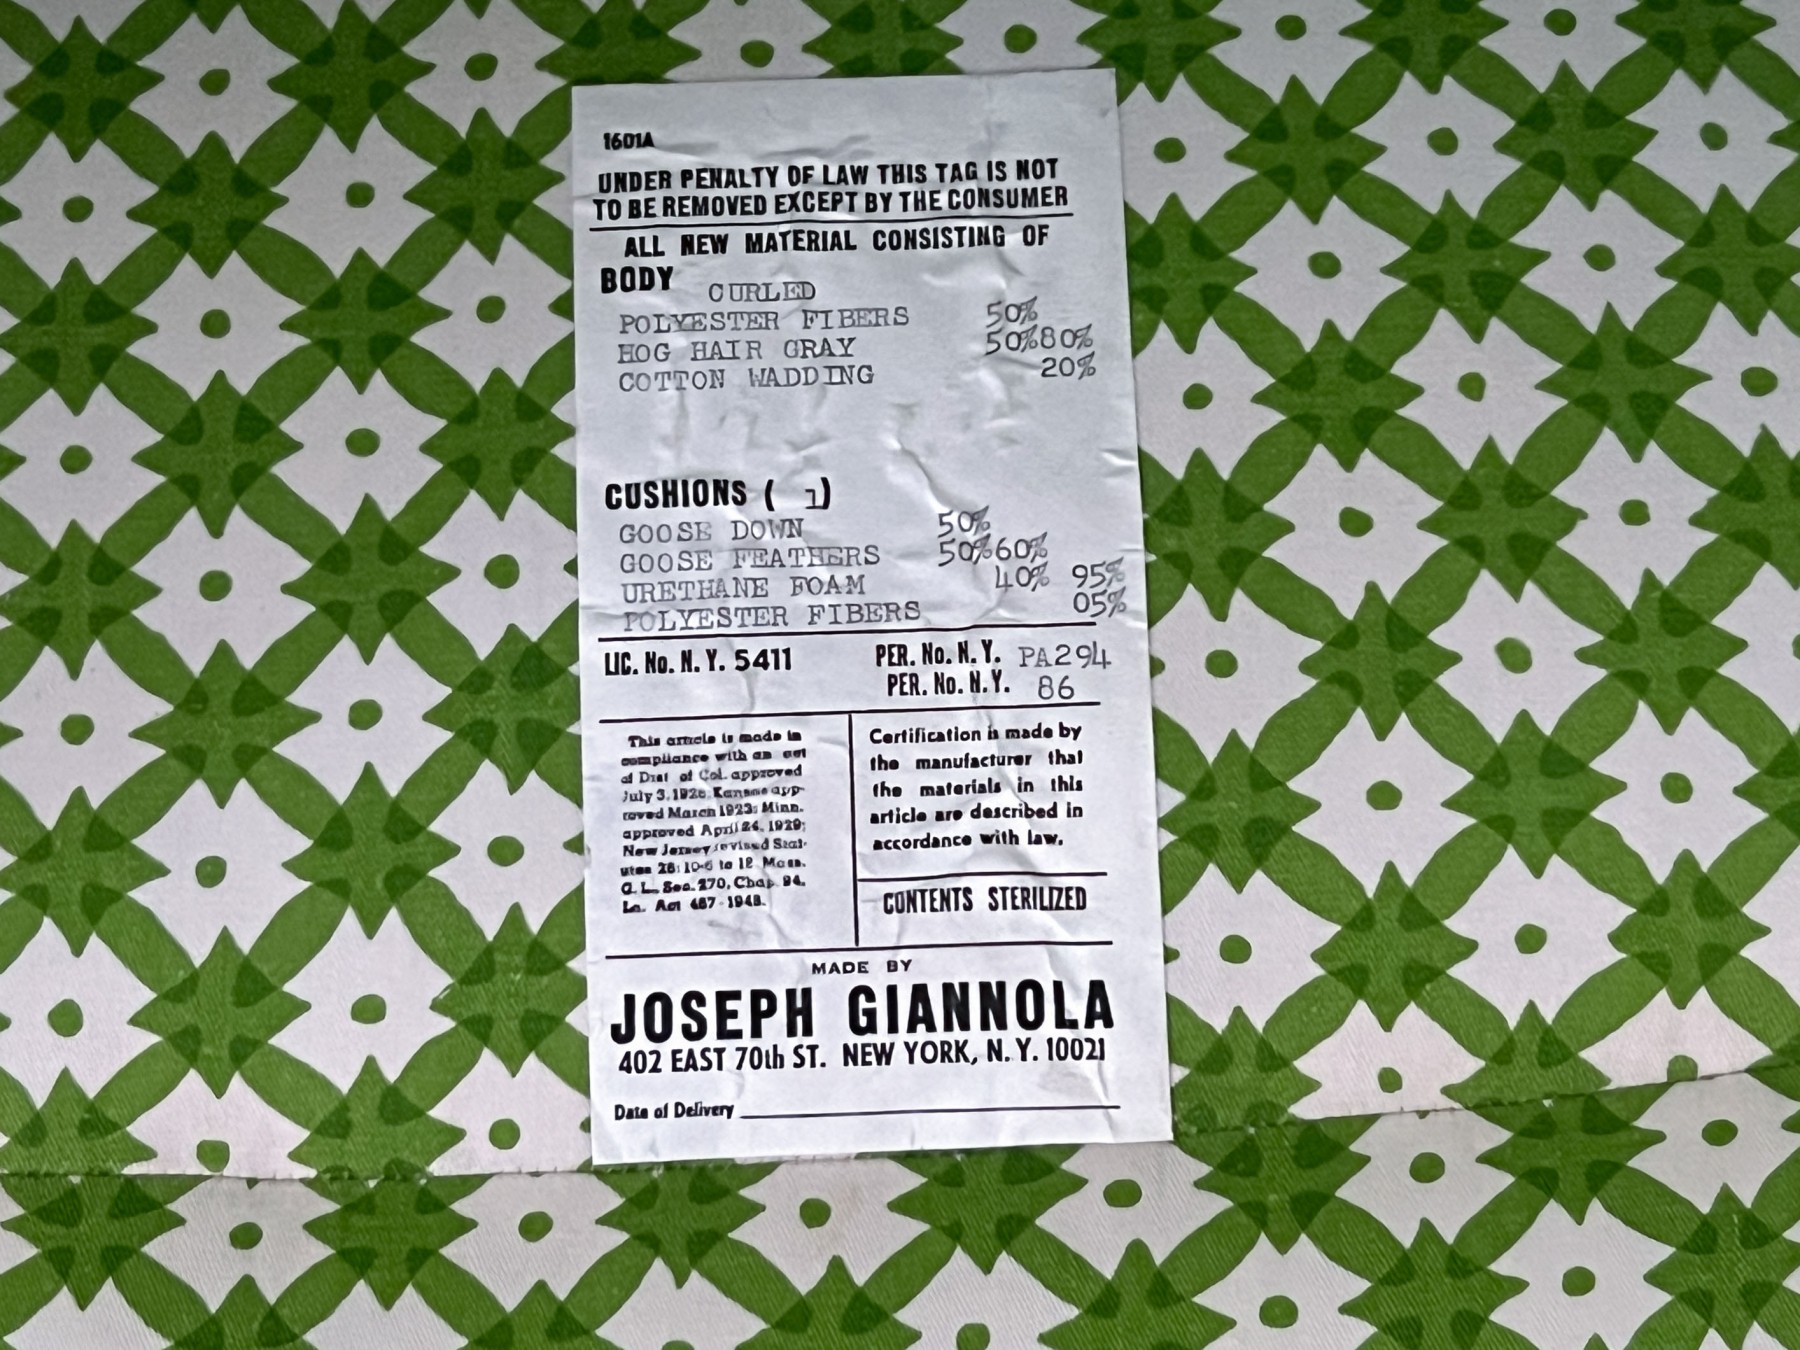 1601A
UNDER PENALTY OF LAW THIS TAG IS NOT
TO BE REMOVED EXCEPT BY THE CONSUMER
ALL NEW MATERIAL CONSISTING OF
BODY
CURLED
POLYESTER FIBERS 50%
HOG HAIR GRAY 50%80%
COTTON WADDING 20%
CUSHIONS ( 1)
GOOSE DOWN 50%
GOOSE FEATHERS 50%60%
URETHANE FOAM 40% 95%
POLYESTER FIBERS 05%
LIC. No. N. Y. 5411
PER. No. N. Y. PA294
PER. No. N.Y. 86
This article is made in
compliance with an act
of Dist of Col. approved
July 3, Kansas app-
roved March 1923; Minn.
approved April 24, 1929;
New Jersey revised Stat-
utes 26:10-6 to 18 Mass.
G. L. Sec. 270, Chap. 94.
La. Act 467 - 1948.
Certification is made by
the manufacturer that
the materials in this
article are described in
accordance with law.
CONTENTS STERILIZED
MADE BY
JOSEPH GIANNOLA
402 EAST 70th ST. NEW YORK, N. Y. 10021
Date of Delivery